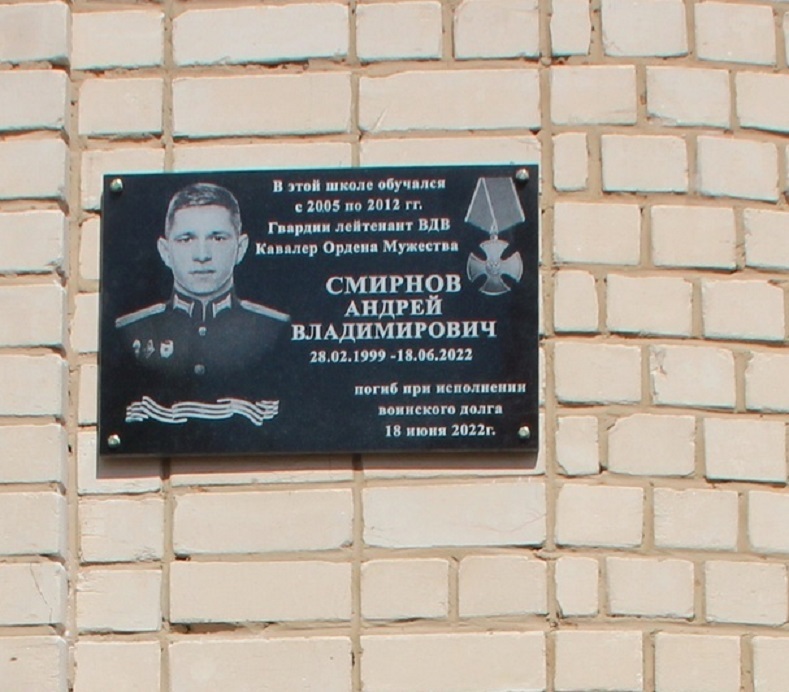 В этой школе обучался
с 2005 по 2012 гг.
Гвардии лейтенант ВДВ
Кавалер Ордена Мужества
СМИРНОВ
АНДРЕЙ
ВЛАДИМИРОВИЧ
28.02.1999 -18.06.2022
погиб при исполнении
воинского долга
18 июня 2022г.